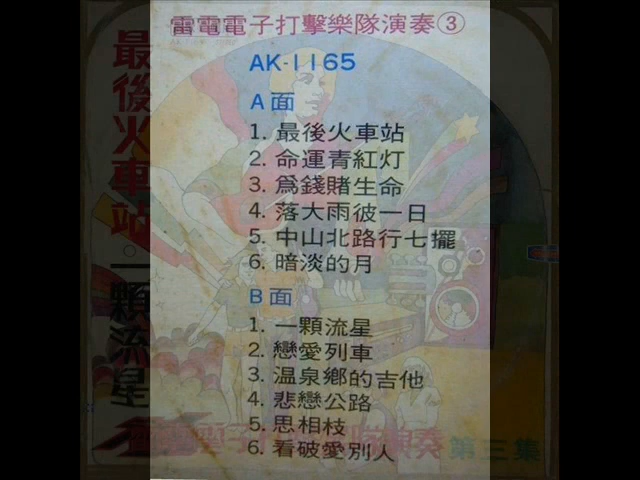 雷電電子打擊樂隊演奏③
AK-1165
A面
1. 最後火車站
2. 命運青紅灯
3. 為錢賭生命
4. 落大雨彼一日
5. 中山北路行七擺
6. 暗淡的月
B面
1. 一顆流星
2. 戀愛列車
3. 温泉鄉的吉他
4. 悲戀公路
5. 思相枝
6. 看破愛別人
最後火車站。一顆流星
第三集